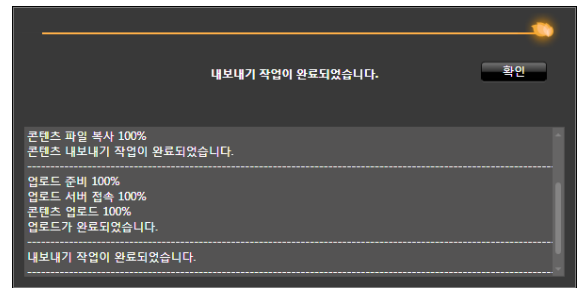 내보내기 작업이 완료되었습니다.
확인
콘텐츠 파일 복사 100%
콘텐츠 내보내기 작업이 완료되었습니다.
업로드 준비 100%
업로드 서버 접속 100%
콘텐츠 업로드 100%
업로드가 완료되었습니다.
내보내기 작업이 완료되었습니다.